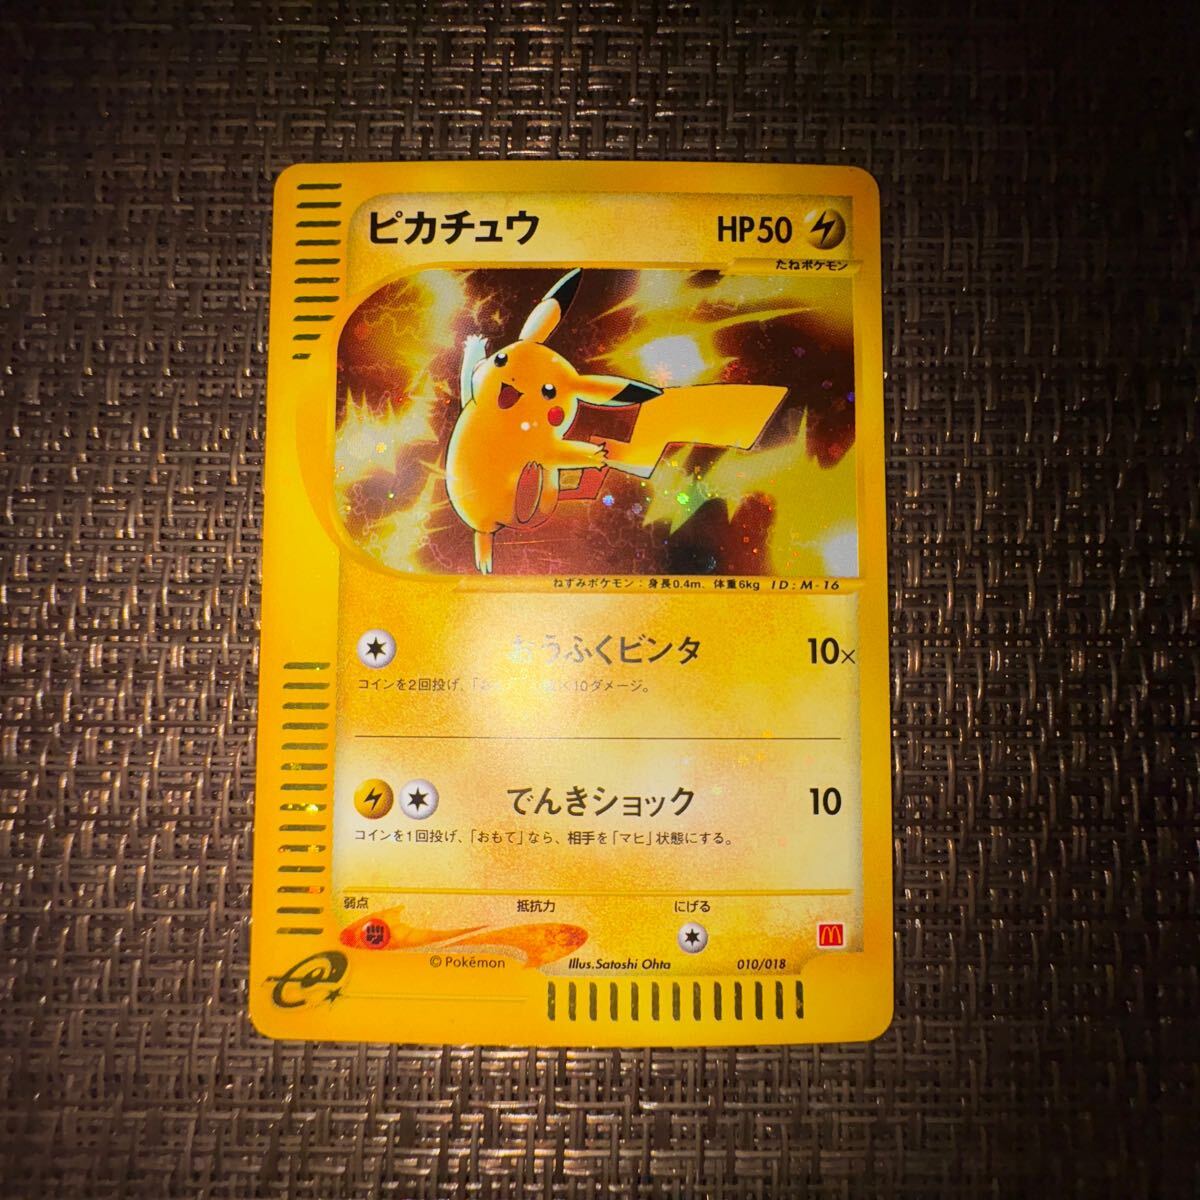 ピカチュウ HP50
たねポケモン
ねずみポケモン：身長0.4m、体重6kg ID:M-16
おうふくビンタ 10×
コインを2回投げ、「お 数×10ダメージ。
でんきショック 10
コインを1回投げ、「おもて」なら、相手を「マヒ」状態にする。
弱点 抵抗力 にげる
©Pokémon Illus.Satoshi Ohta 010/018